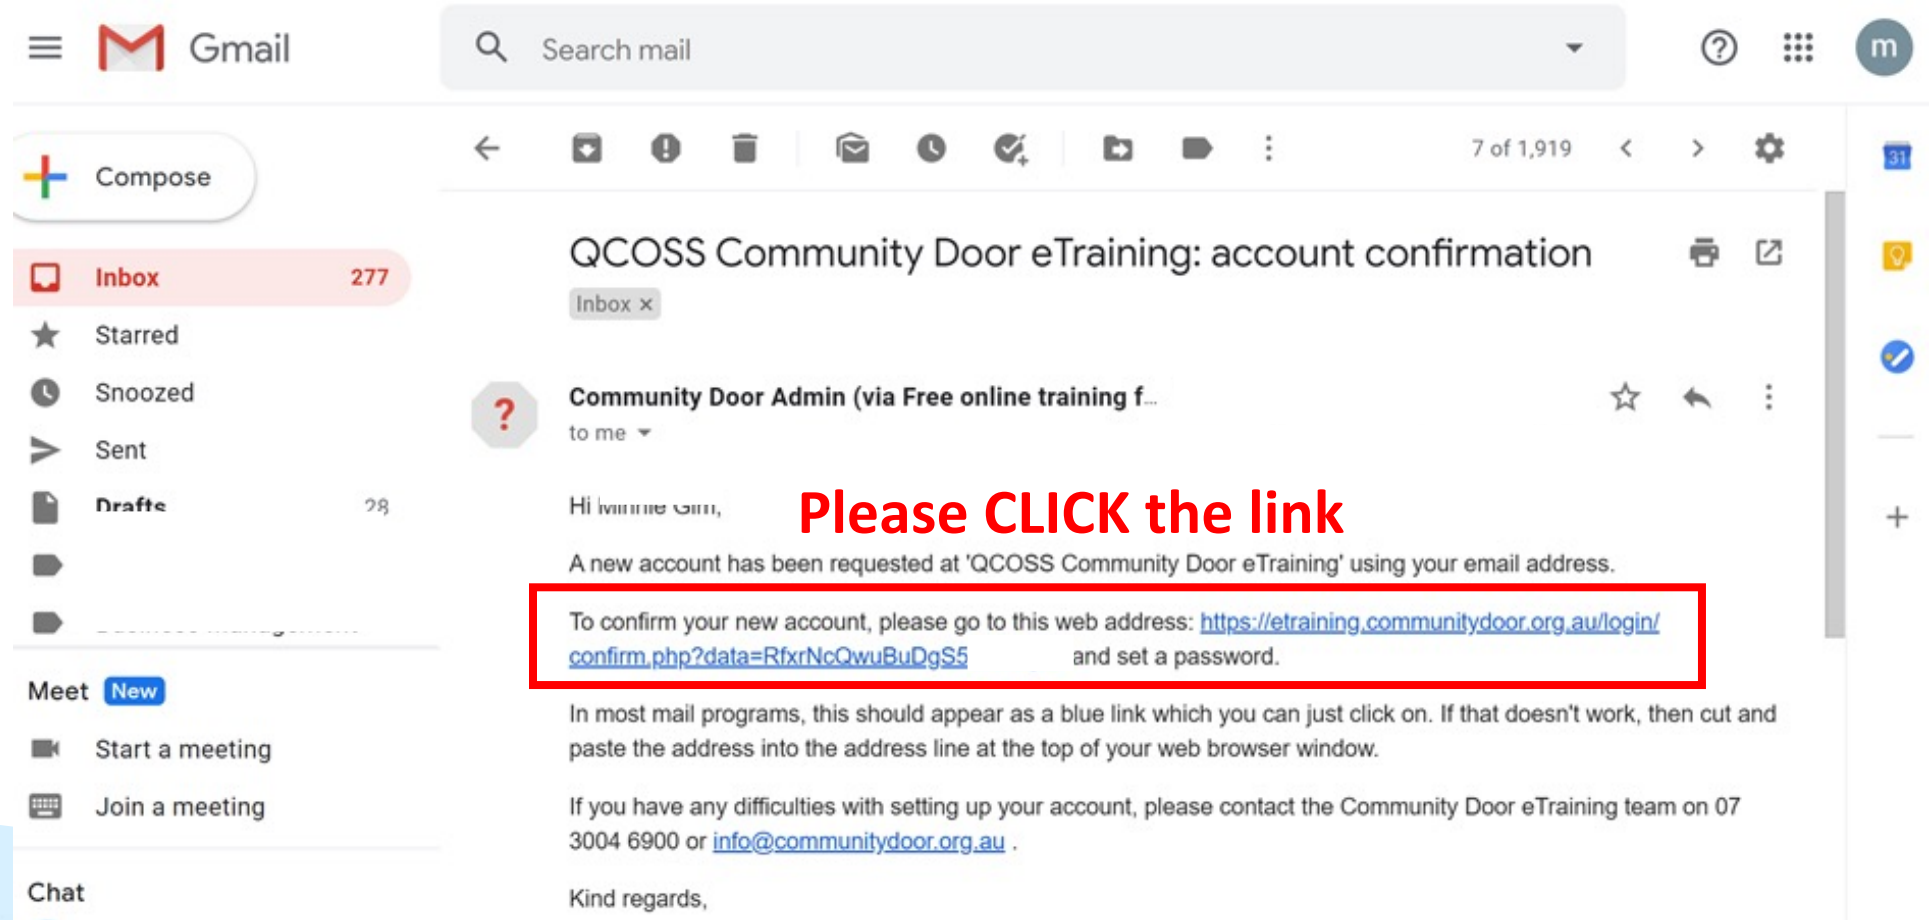 Gmail
Search mail
m
Compose
7 of 1,919
31
QCOSS Community Door eTraining: account confirmation
Inbox 277
Inbox ×
Starred
Snoozed
Community Door Admin (via Free online training f...
?
to me
Sent
Drafts 28
Hi
Please CLICK the link
A new account has been requested at 'QCOSS Community Door eTraining' using your email address.
To confirm your new account, please go to this web address: https://etraining.communitydoor.org.au/login/
confirm.php?data=RfxrNcQwuBuDgS5 and set a password.
Meet New
In most mail programs, this should appear as a blue link which you can just click on. If that doesn't work, then cut and
paste the address into the address line at the top of your web browser window.
Start a meeting
Join a meeting
If you have any difficulties with setting up your account, please contact the Community Door eTraining team on 07
3004 6900 or info@communitydoor.org.au .
Chat
Kind regards,